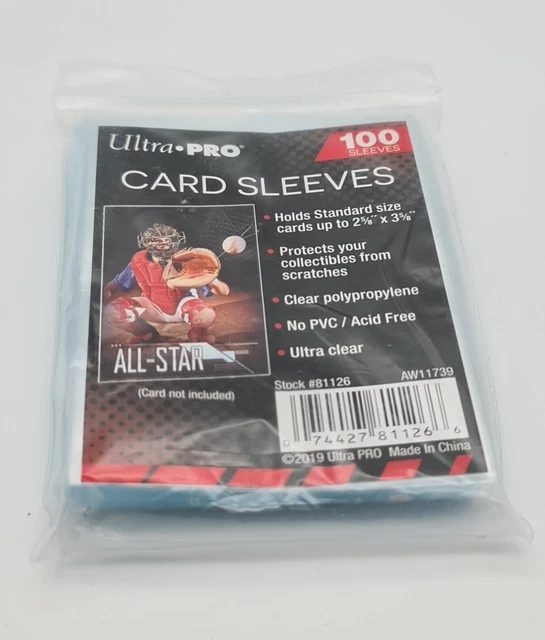 Ultra•PRO®
100
SLEEVES
CARD SLEEVES
• Holds Standard size
cards up to 2⅝" x 3⅝"
• Protects your
collectibles from
scratches
• Clear polypropylene
• No PVC / Acid Free
• Ultra clear
ALL-STAR
(Card not included)
Stock #81126
AW11739
0 74427 81126 6
©2019 Ultra PRO Made In China